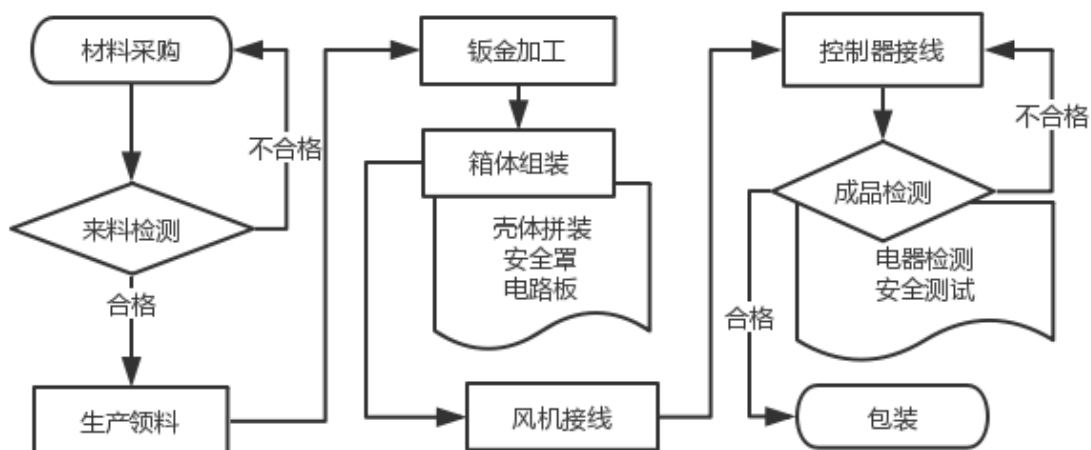 材料采购
不合格
来料检测
合格
生产领料
钣金加工
箱体组装
壳体拼装
安全罩
电路板
风机接线
控制器接线
不合格
成品检测
电器检测
安全测试
合格
包装